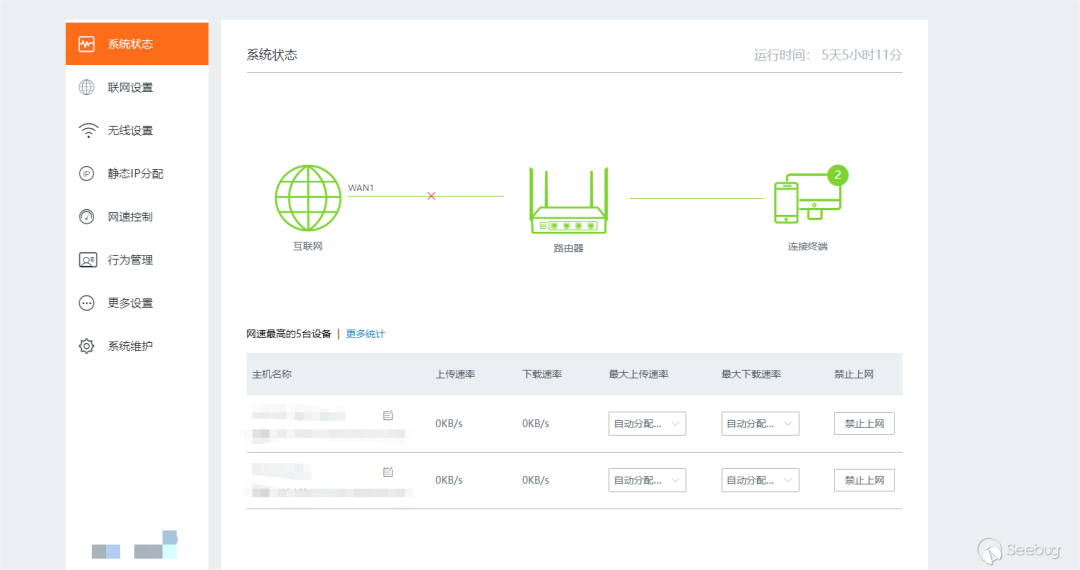 系统状态
联网设置
无线设置
IP
静态IP分配
网速控制
行为管理
更多设置
系统维护
系统状态
运行时间： 5天5小时11分
WAN1
2
互联网
路由器
连接终端
网速最高的5台设备 | 更多统计
主机名称 上传速率 下载速率 最大上传速率 最大下载速率 禁止上网
0KB/s 0KB/s 自动分配... 自动分配... 禁止上网
0KB/s 0KB/s 自动分配... 自动分配... 禁止上网
Seebug